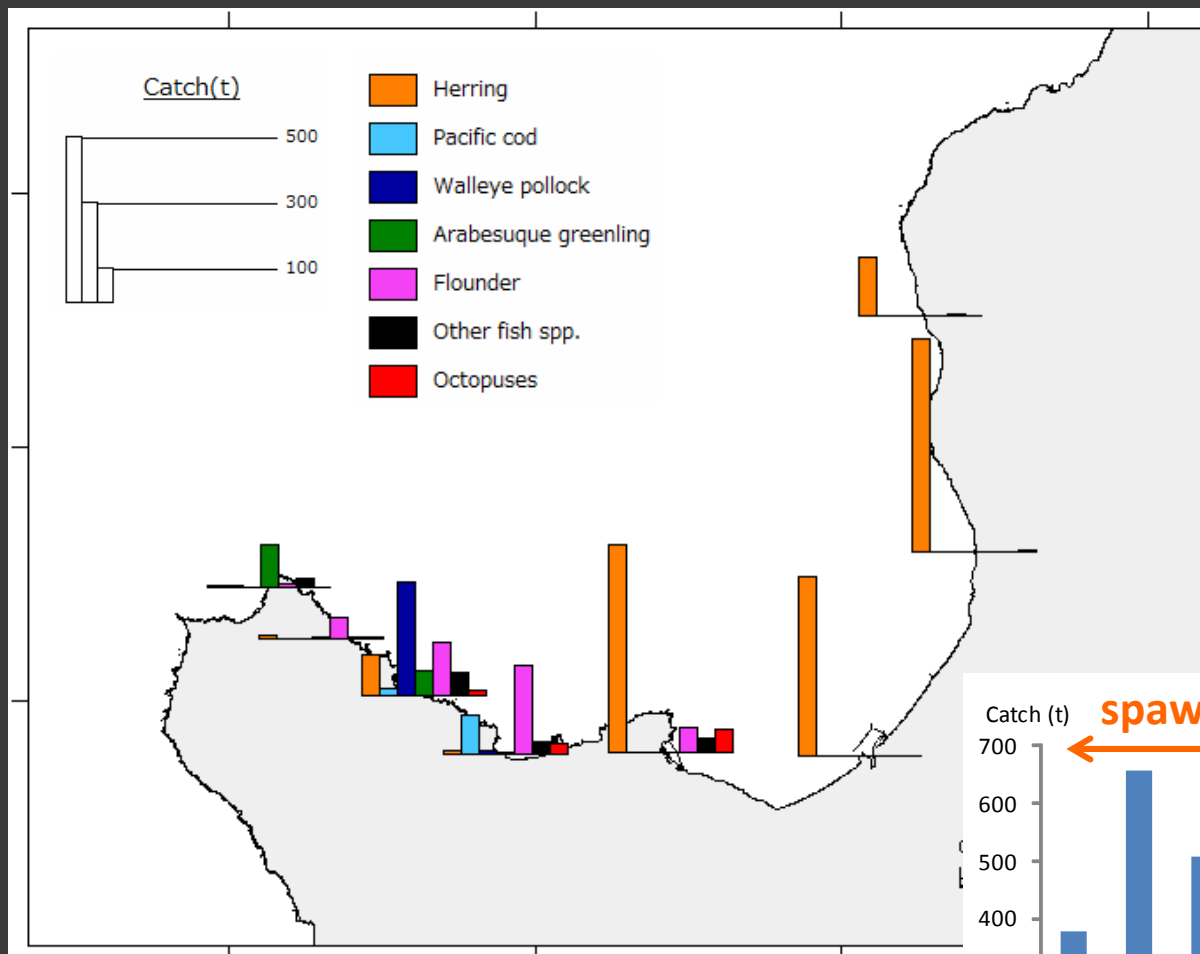 Catch(t)
500
300
100
Herring
Pacific cod
Walleye pollock
Arabesuque greenling
Flounder
Other fish spp.
Octopuses
Catch (t)
700
600
500
400